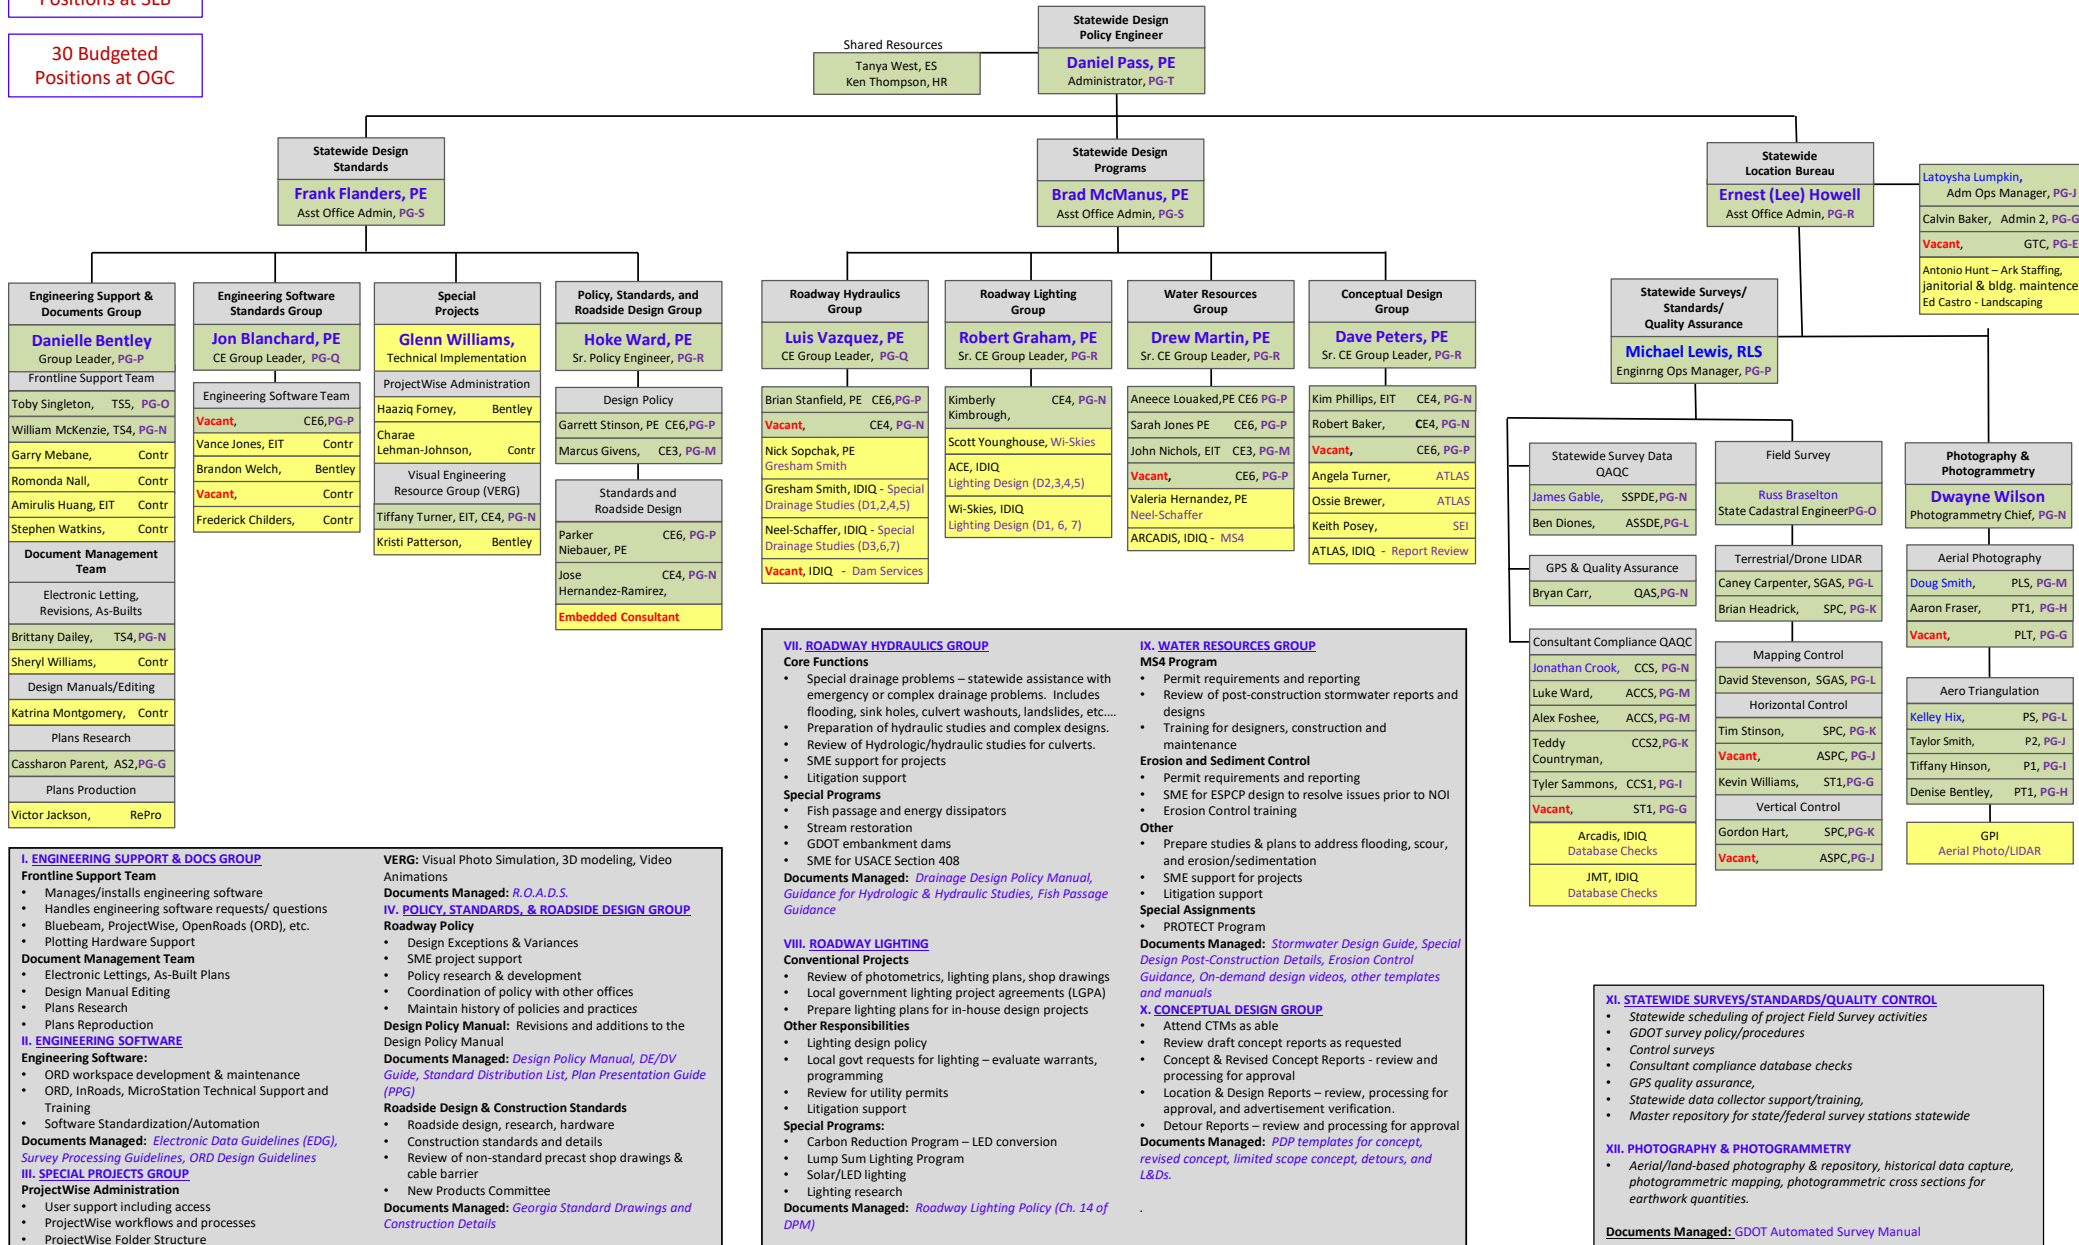 Positions at SLB
30 Budgeted
Positions at OGC
Shared Resources
Tanya West, ES
Ken Thompson, HR
Statewide Design
Policy Engineer
Daniel Pass, PE
Administrator, PG-T
Statewide Design
Standards
Frank Flanders, PE
Asst Office Admin, PG-S
Statewide Design
Programs
Brad McManus, PE
Asst Office Admin, PG-S
Statewide
Location Bureau
Ernest (Lee) Howell
Asst Office Admin, PG-R
Latoysha Lumpkin,
Adm Ops Manager, PG-J
Calvin Baker, Admin 2, PG-G
Vacant, GTC, PG-E
Antonio Hunt – Ark Staffing,
janitorial & bldg. maintence
Ed Castro - Landscaping
Engineering Support &
Documents Group
Danielle Bentley
Group Leader, PG-P
Frontline Support Team
Toby Singleton, TS5, PG-O
William McKenzie, TS4, PG-N
Garry Mebane, Contr
Romonda Nall, Contr
Amirulis Huang, EIT Contr
Stephen Watkins, Contr
Document Management
Team
Electronic Letting,
Revisions, As-Builts
Brittany Dailey, TS4,PG-N
Sheryl Williams, Contr
Design Manuals/Editing
Katrina Montgomery, Contr
Plans Research
Cassharon Parent, AS2,PG-G
Plans Production
Victor Jackson, RePro
Engineering Software
Standards Group
Jon Blanchard, PE
CE Group Leader, PG-Q
Engineering Software Team
Vacant, CE6,PG-P
Vance Jones, EIT Contr
Brandon Welch, Bentley
Vacant, Contr
Frederick Childers, Contr
Special
Projects
Glenn Williams,
Technical Implementation
ProjectWise Administration
Haaziq Forney, Bentley
Charae
Lehman-Johnson, Contr
Visual Engineering
Resource Group (VERG)
Tiffany Turner, EIT, CE4, PG-N
Kristi Patterson, Bentley
Policy, Standards, and
Roadside Design Group
Hoke Ward, PE
Sr. Policy Engineer, PG-R
Design Policy
Garrett Stinson, PE CE6,PG-P
Marcus Givens, CE3, PG-M
Standards and
Roadside Design
Parker CE6, PG-P
Niebauer, PE
Jose CE4, PG-N
Hernandez-Ramirez,
Embedded Consultant
Roadway Hydraulics
Group
Luis Vazquez, PE
CE Group Leader, PG-Q
Brian Stanfield, PE CE6,PG-P
Vacant, CE4, PG-N
Nick Sopchak, PE
Gresham Smith
Gresham Smith, IDIQ - Special
Drainage Studies (D1,2,4,5)
Neel-Schaffer, IDIQ - Special
Drainage Studies (D3,6,7)
Vacant, IDIQ - Dam Services
Roadway Lighting
Group
Robert Graham, PE
Sr. CE Group Leader, PG-R
Kimberly CE4, PG-N
Kimbrough,
Scott Younghouse, Wi-Skies
ACE, IDIQ
Lighting Design (D2,3,4,5)
Wi-Skies, IDIQ
Lighting Design (D1, 6, 7)
Water Resources
Group
Drew Martin, PE
Sr. CE Group Leader, PG-R
Aneece Louaked,PE CE6 PG-P
Sarah Jones PE CE6, PG-P
John Nichols, EIT CE3, PG-M
Vacant, CE6, PG-P
Valeria Hernandez, PE
Neel-Schaffer
ARCADIS, IDIQ - MS4
Conceptual Design
Group
Dave Peters, PE
Sr. CE Group Leader, PG-R
Kim Phillips, EIT CE4, PG-N
Robert Baker, CE4, PG-N
Vacant, CE6, PG-P
Angela Turner, ATLAS
Ossie Brewer, ATLAS
Keith Posey, SEI
ATLAS, IDIQ - Report Review
Statewide Surveys/
Standards/
Quality Assurance
Michael Lewis, RLS
Enginrng Ops Manager, PG-P
Statewide Survey Data
QAQC
James Gable, SSPDE,PG-N
Ben Diones, ASSDE,PG-L
GPS & Quality Assurance
Bryan Carr, QAS,PG-N
Consultant Compliance QAQC
Jonathan Crook, CCS, PG-N
Luke Ward, ACCS, PG-M
Alex Foshee, ACCS, PG-M
Teddy CCS2,PG-K
Countryman,
Tyler Sammons, CCS1, PG-I
Vacant, ST1, PG-G
Arcadis, IDIQ
Database Checks
JMT, IDIQ
Database Checks
Field Survey
Russ Braselton
State Cadastral EngineerPG-O
Terrestrial/Drone LIDAR
Caney Carpenter, SGAS, PG-L
Brian Headrick, SPC, PG-K
Mapping Control
David Stevenson, SGAS, PG-L
Horizontal Control
Tim Stinson, SPC, PG-K
Vacant, ASPC, PG-J
Kevin Williams, ST1,PG-G
Vertical Control
Gordon Hart, SPC,PG-K
Vacant, ASPC,PG-J
Photography &
Photogrammetry
Dwayne Wilson
Photogrammetry Chief, PG-N
Aerial Photography
Doug Smith, PLS, PG-M
Aaron Fraser, PT1, PG-H
Vacant, PLT, PG-G
Aero Triangulation
Kelley Hix, PS, PG-L
Taylor Smith, P2, PG-J
Tiffany Hinson, P1, PG-I
Denise Bentley, PT1, PG-H
GPI
Aerial Photo/LIDAR
I. ENGINEERING SUPPORT & DOCS GROUP
Frontline Support Team
• Manages/installs engineering software
• Handles engineering software requests/ questions
• Bluebeam, ProjectWise, OpenRoads (ORD), etc.
• Plotting Hardware Support
Document Management Team
• Electronic Lettings, As-Built Plans
• Design Manual Editing
• Plans Research
• Plans Reproduction
II. ENGINEERING SOFTWARE
Engineering Software:
• ORD workspace development & maintenance
• ORD, InRoads, MicroStation Technical Support and
Training
• Software Standardization/Automation
Documents Managed: Electronic Data Guidelines (EDG),
Survey Processing Guidelines, ORD Design Guidelines
III. SPECIAL PROJECTS GROUP
ProjectWise Administration
• User support including access
• ProjectWise workflows and processes
• ProjectWise Folder Structure
VERG: Visual Photo Simulation, 3D modeling, Video
Animations
Documents Managed: R.O.A.D.S.
IV. POLICY, STANDARDS, & ROADSIDE DESIGN GROUP
Roadway Policy
• Design Exceptions & Variances
• SME project support
• Policy research & development
• Coordination of policy with other offices
• Maintain history of policies and practices
Design Policy Manual: Revisions and additions to the
Design Policy Manual
Documents Managed: Design Policy Manual, DE/DV
Guide, Standard Distribution List, Plan Presentation Guide
(PPG)
Roadside Design & Construction Standards
• Roadside design, research, hardware
• Construction standards and details
• Review of non-standard precast shop drawings &
cable barrier
• New Products Committee
Documents Managed: Georgia Standard Drawings and
Construction Details
VII. ROADWAY HYDRAULICS GROUP
Core Functions
• Special drainage problems – statewide assistance with
emergency or complex drainage problems. Includes
flooding, sink holes, culvert washouts, landslides, etc....
• Preparation of hydraulic studies and complex designs.
• Review of Hydrologic/hydraulic studies for culverts.
• SME support for projects
• Litigation support
Special Programs
• Fish passage and energy dissipators
• Stream restoration
• GDOT embankment dams
• SME for USACE Section 408
Documents Managed: Drainage Design Policy Manual,
Guidance for Hydrologic & Hydraulic Studies, Fish Passage
Guidance
VIII. ROADWAY LIGHTING
Conventional Projects
• Review of photometrics, lighting plans, shop drawings
• Local government lighting project agreements (LGPA)
• Prepare lighting plans for in-house design projects
Other Responsibilities
• Lighting design policy
• Local govt requests for lighting – evaluate warrants,
programming
• Review for utility permits
• Litigation support
Special Programs:
• Carbon Reduction Program – LED conversion
• Lump Sum Lighting Program
• Solar/LED lighting
• Lighting research
Documents Managed: Roadway Lighting Policy (Ch. 14 of
DPM)
IX. WATER RESOURCES GROUP
MS4 Program
• Permit requirements and reporting
• Review of post-construction stormwater reports and
designs
• Training for designers, construction and
maintenance
Erosion and Sediment Control
• Permit requirements and reporting
• SME for ESPCP design to resolve issues prior to NOI
• Erosion Control training
Other
• Prepare studies & plans to address flooding, scour,
and erosion/sedimentation
• SME support for projects
• Litigation support
Special Assignments
• PROTECT Program
Documents Managed: Stormwater Design Guide, Special
Design Post-Construction Details, Erosion Control
Guidance, On-demand design videos, other templates
and manuals
X. CONCEPTUAL DESIGN GROUP
• Attend CTMs as able
• Review draft concept reports as requested
• Concept & Revised Concept Reports - review and
processing for approval
• Location & Design Reports – review, processing for
approval, and advertisement verification.
• Detour Reports – review and processing for approval
Documents Managed: PDP templates for concept,
revised concept, limited scope concept, detours, and
L&Ds.
.
XI. STATEWIDE SURVEYS/STANDARDS/QUALITY CONTROL
• Statewide scheduling of project Field Survey activities
• GDOT survey policy/procedures
• Control surveys
• Consultant compliance database checks
• GPS quality assurance,
• Statewide data collector support/training,
• Master repository for state/federal survey stations statewide
XII. PHOTOGRAPHY & PHOTOGRAMMETRY
• Aerial/land-based photography & repository, historical data capture,
photogrammetric mapping, photogrammetric cross sections for
earthwork quantities.
Documents Managed: GDOT Automated Survey Manual